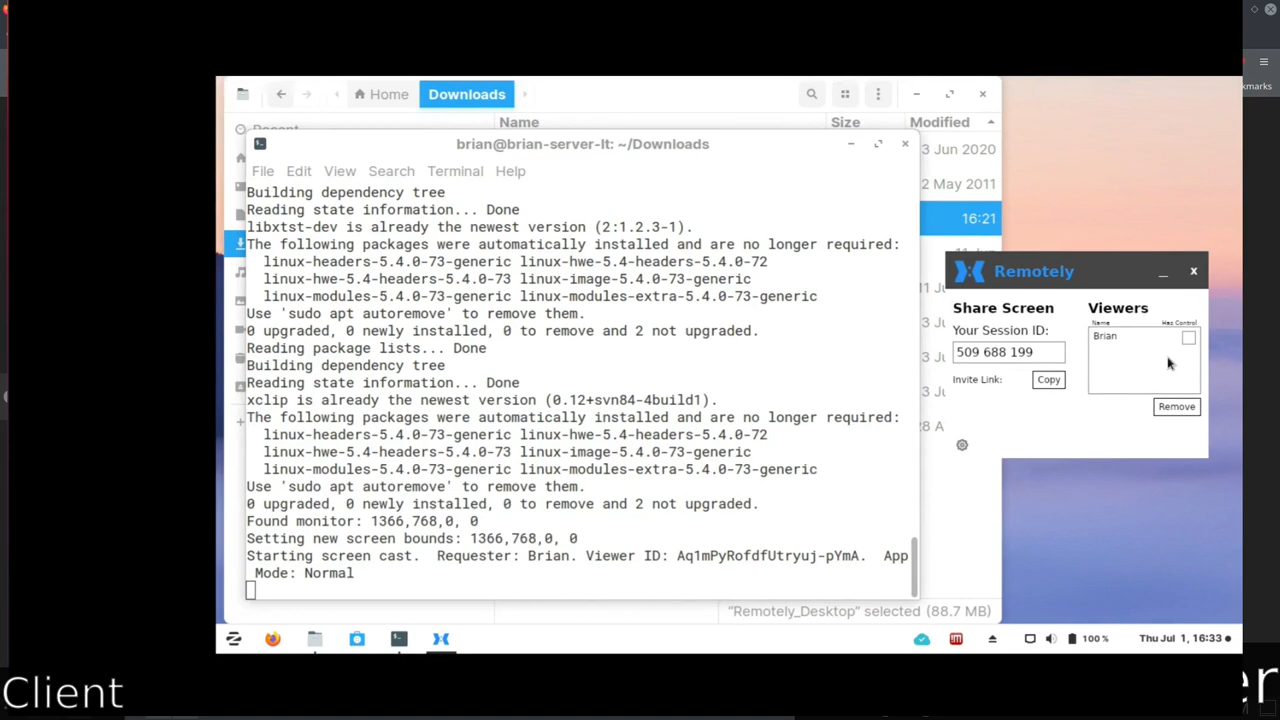 kmarks
Home
Downloads
Recent
Name
Size
Modified
3 Jun 2020
2 May 2011
16:21
brian@brian-server-lt: ~/Downloads
File Edit View Search Terminal Help
Building dependency tree
Reading state information... Done
libxtst-dev is already the newest version (2:1.2.3-1).
The following packages were automatically installed and are no longer required:
linux-headers-5.4.0-73-generic linux-hwe-5.4-headers-5.4.0-72
linux-hwe-5.4-headers-5.4.0-73 linux-image-5.4.0-73-generic
linux-modules-5.4.0-73-generic linux-modules-extra-5.4.0-73-generic
Use 'sudo apt autoremove' to remove them.
0 upgraded, 0 newly installed, 0 to remove and 2 not upgraded.
Reading package lists... Done
Building dependency tree
Reading state information... Done
xclip is already the newest version (0.12+svn84-4build1).
The following packages were automatically installed and are no longer required:
linux-headers-5.4.0-73-generic linux-hwe-5.4-headers-5.4.0-72
linux-hwe-5.4-headers-5.4.0-73 linux-image-5.4.0-73-generic
linux-modules-5.4.0-73-generic linux-modules-extra-5.4.0-73-generic
Use 'sudo apt autoremove' to remove them.
0 upgraded, 0 newly installed, 0 to remove and 2 not upgraded.
Found monitor: 1366,768,0, 0
Setting new screen bounds: 1366,768,0, 0
Starting screen cast.  Requester: Brian. Viewer ID: Aq1mPyRofdfUtryuj-pYmA.  App
Mode: Normal
Remotely
_
x
Share Screen
Your Session ID:
509 688 199
Invite Link:
Copy
Viewers
Name
Has Control
Brian
Remove
"Remotely_Desktop" selected (88.7 MB)
100 %
Thu Jul 1, 16:33
Client
er